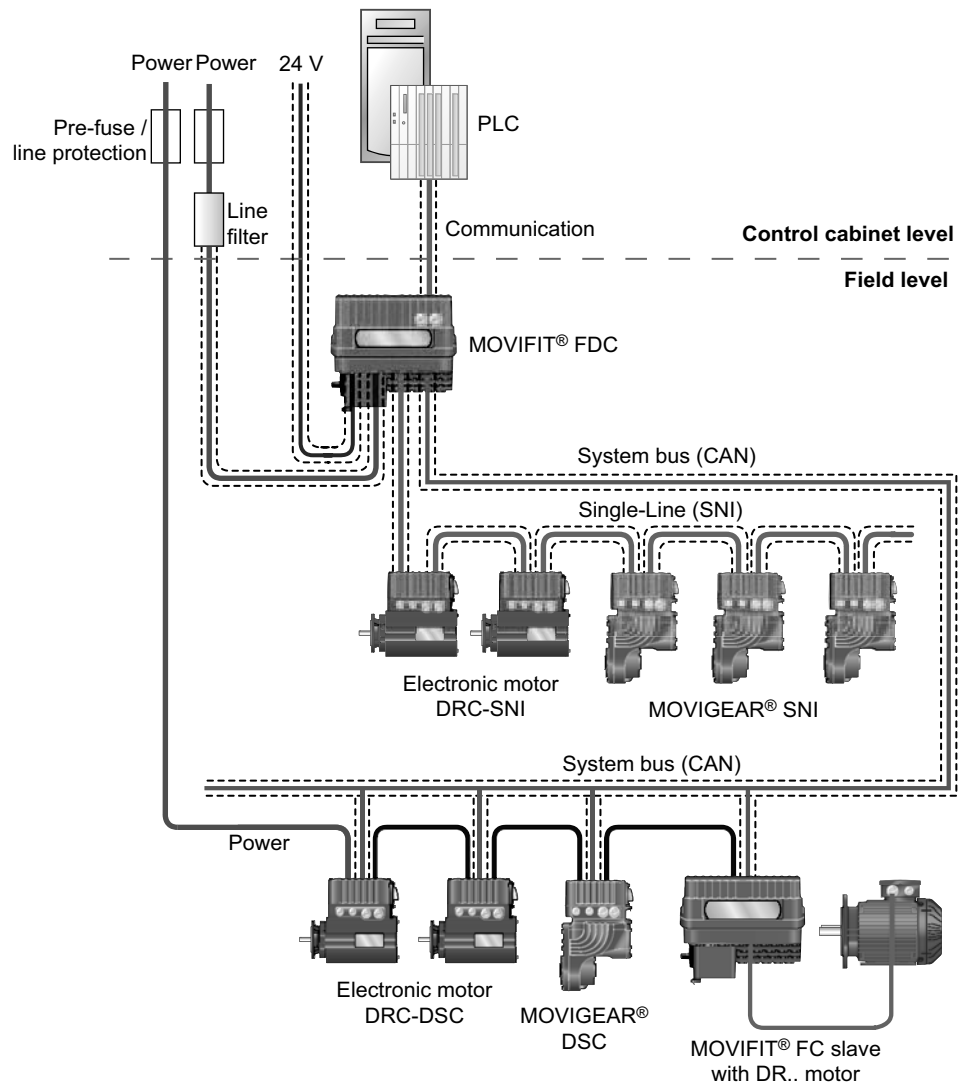 Power Power 24 V
Pre-fuse /
line protection
PLC
Line
filter
Communication
Control cabinet level
Field level
MOVIFIT® FDC
System bus (CAN)
Single-Line (SNI)
Electronic motor
DRC-SNI
MOVIGEAR® SNI
System bus (CAN)
Power
Electronic motor
DRC-DSC
MOVIGEAR®
DSC
MOVIFIT® FC slave
with DR.. motor